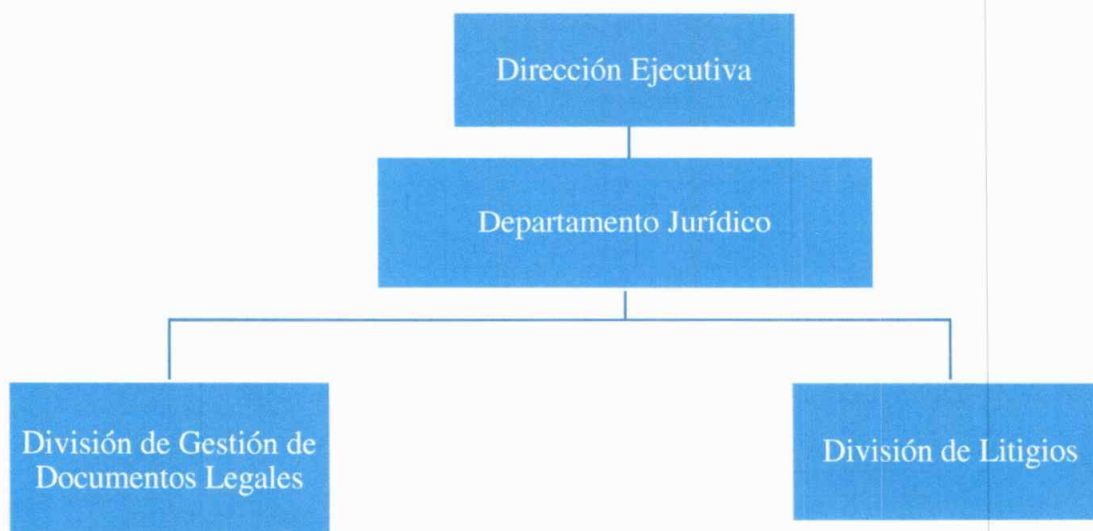 Dirección Ejecutiva
Departamento Jurídico
División de Gestión de
Documentos Legales
División de Litigios